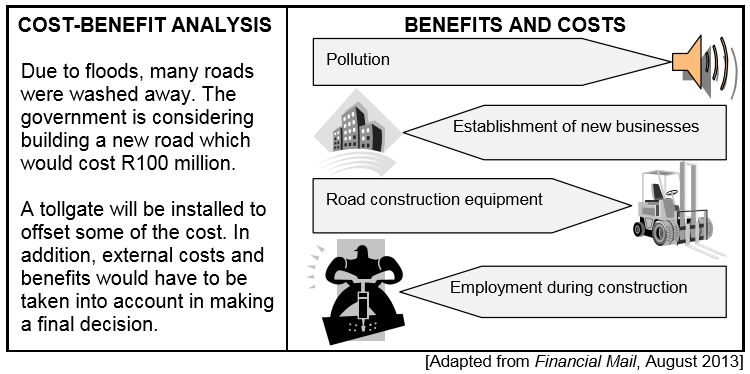 COST-BENEFIT ANALYSIS
Due to floods, many roads
were washed away. The
government is considering
building a new road which
would cost R100 million.
A tollgate will be installed to
offset some of the cost. In
addition, external costs and
benefits would have to be
taken into account in making
a final decision.
BENEFITS AND COSTS
Pollution
Establishment of new businesses
Road construction equipment
Employment during construction
[Adapted from Financial Mail, August 2013]